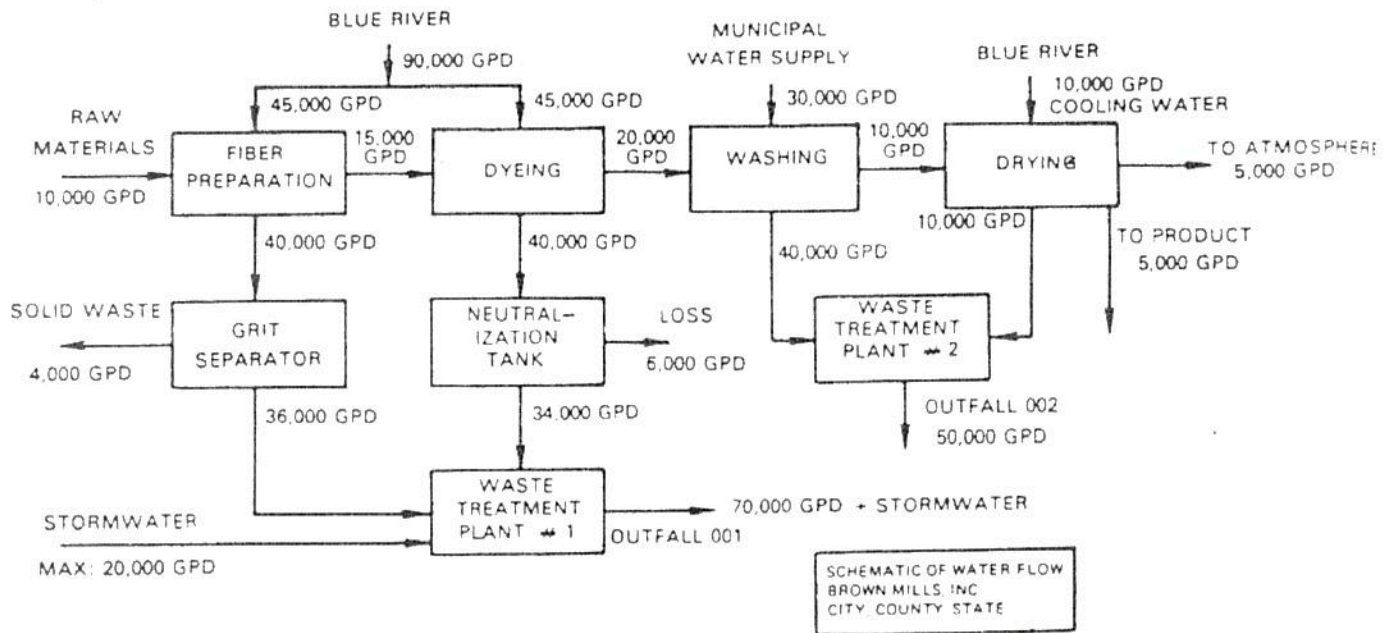 BLUE RIVER
90,000 GPD
MUNICIPAL
WATER SUPPLY
30,000 GPD
BLUE RIVER
10,000 GPD
COOLING WATER
45,000 GPD
45,000 GPD
RAW
MATERIALS
10,000 GPD
FIBER
PREPARATION
15,000
GPD
DYEING
20,000
GPD
WASHING
10,000
GPD
DRYING
TO ATMOSPHERE
5,000 GPD
40,000 GPD
40,000 GPD
40,000 GPD
10,000 GPD
TO PRODUCT
5,000 GPD
SOLID WASTE
4,000 GPD
GRIT
SEPARATOR
NEUTRAL-
IZATION
TANK
LOSS
6,000 GPD
WASTE
TREATMENT
PLANT # 2
36,000 GPD
34,000 GPD
OUTFALL 002
50,000 GPD
STORMWATER
MAX: 20,000 GPD
WASTE
TREATMENT
PLANT # 1
70,000 GPD + STORMWATER
OUTFALL 001
SCHEMATIC OF WATER FLOW
BROWN MILLS, INC
CITY, COUNTY, STATE